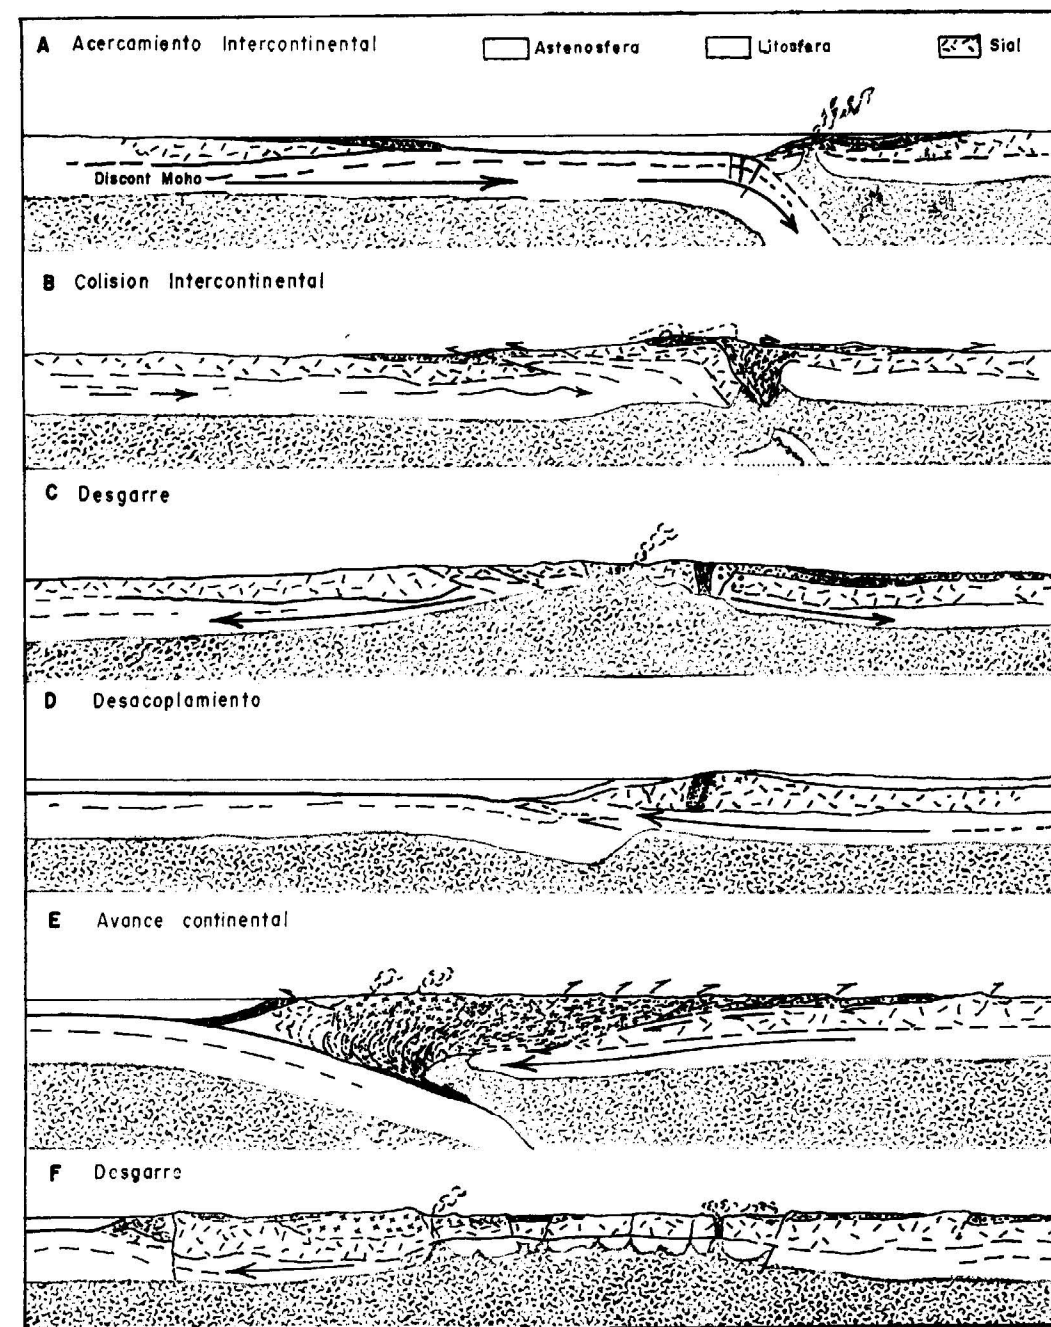 A Acercamiento Intercontinental
Astenosfera
Litosfera
Sial
Discont Moho
B Colision Intercontinental
C Desgarre
D Desacoplamiento
E Avance continental
F Desgarre